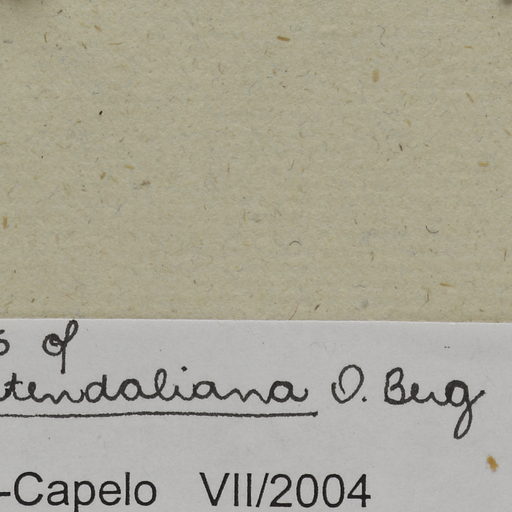 s of
tendaliana O. Berg
-Capelo VII/2004